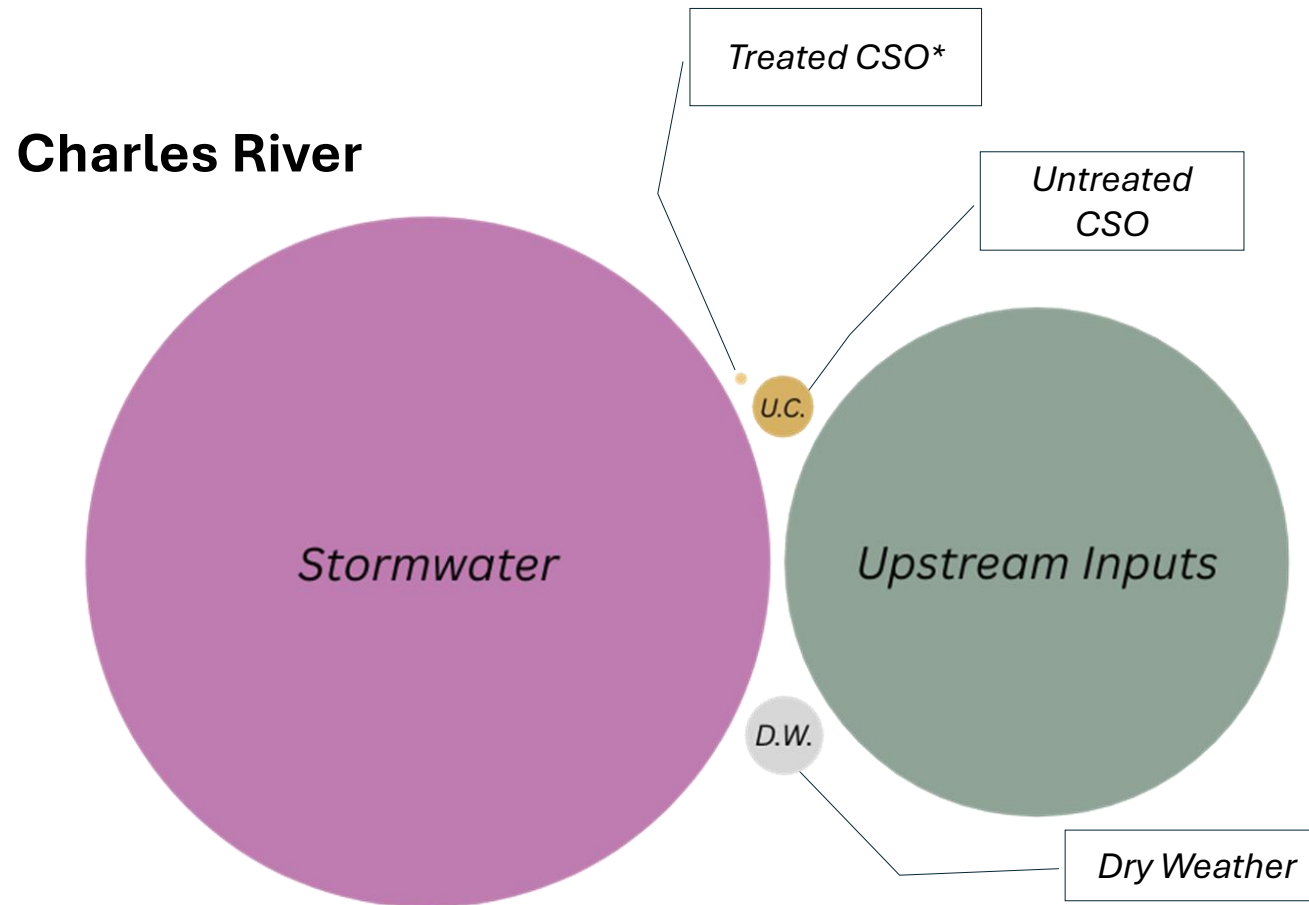 Treated CSO*
Charles River
Untreated
CSO
U.C.
Stormwater
Upstream Inputs
D.W.
Dry Weather